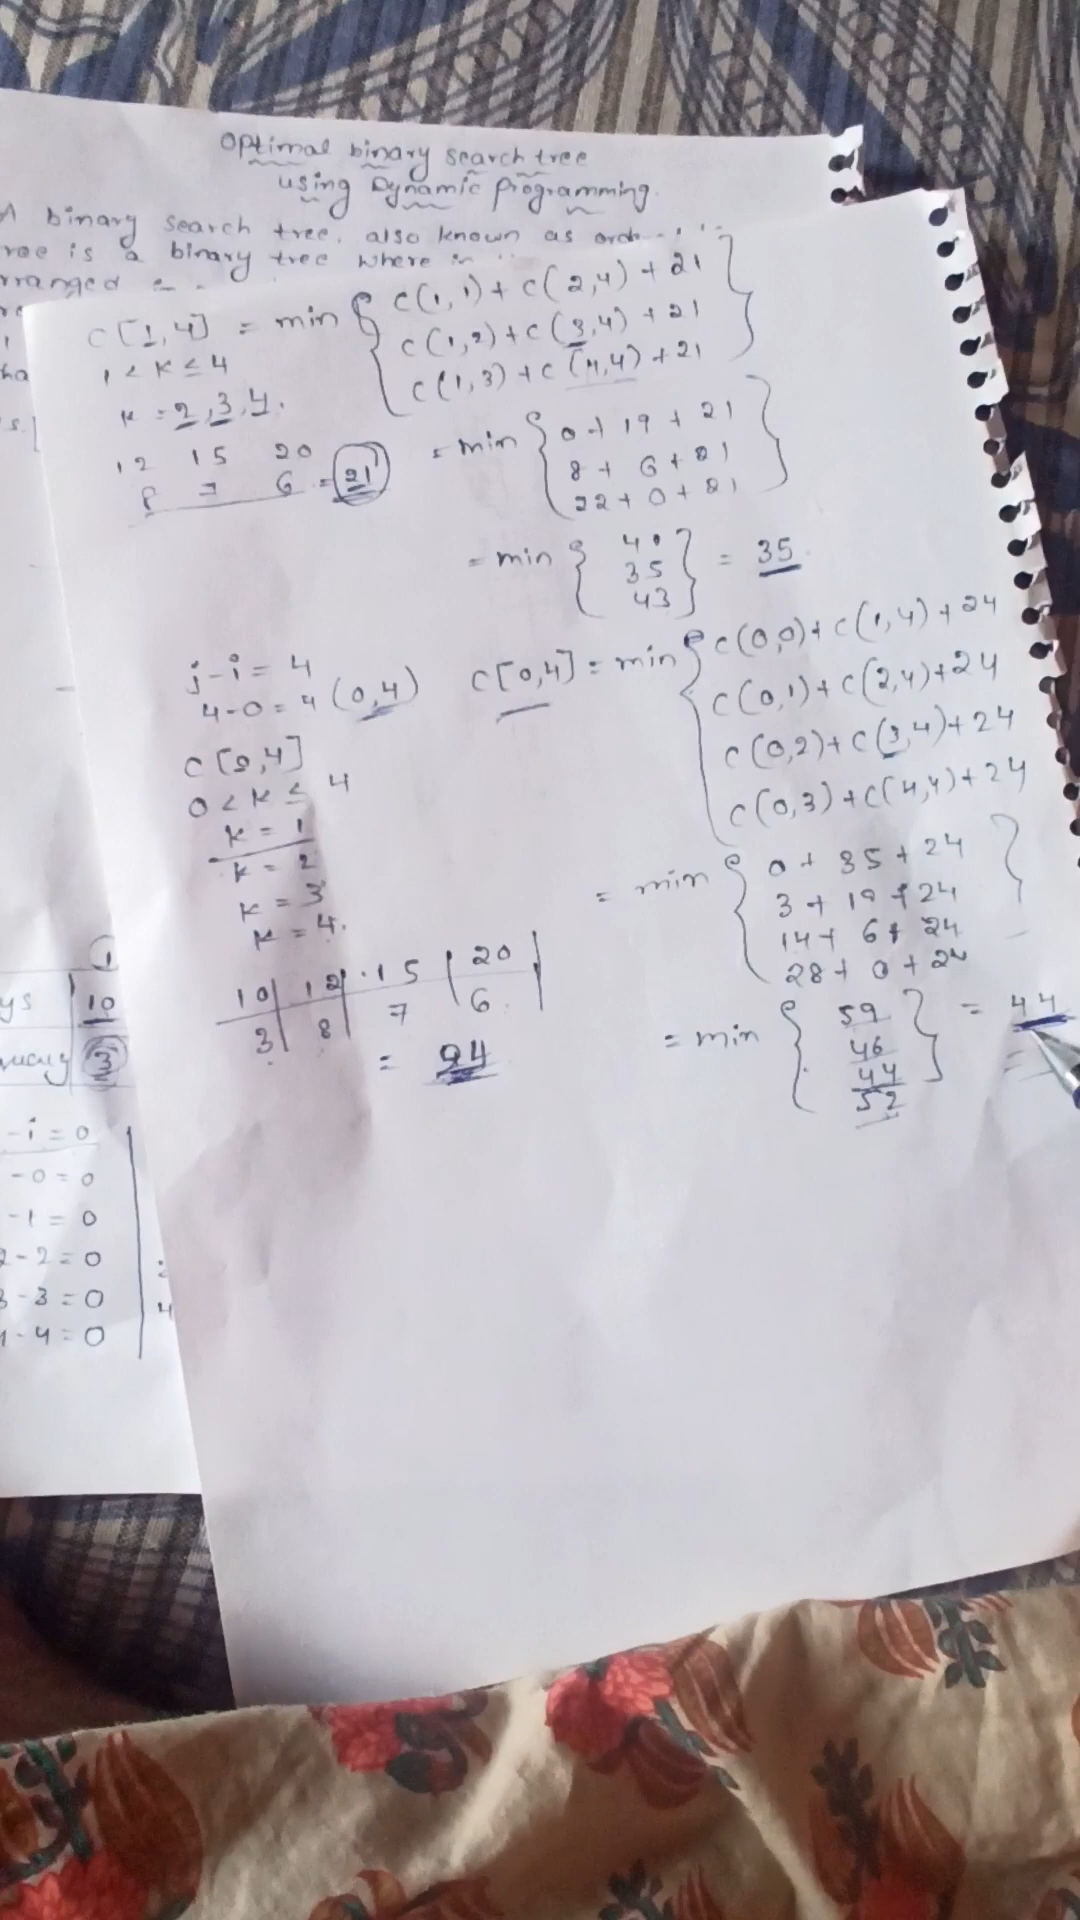 Optimal binary search tree
using Dynamic Programming.
A binary search tree, also known as
is a binary tree where in
rranged
C[1,4] = min { C(1,1) + C(2,4) + 21
1 < K ≤ 4 C(1,2) + C(3,4) + 21
K = 2,3,4. C(1,3) + C(4,4) + 21 }
12 15 20
8 7 6 = 21
= min { 0 + 19 + 21
8 + 6 + 21
22 + 0 + 21 }
= min { 40
35
43 } = 35
j-i = 4
4-0 = 4 (0,4)
C[0,4]
0 < K ≤ 4
K = 1
K = 2
K = 3
K = 4.
10 | 12 | 15 | 20
3 | 8 | 7 | 6
= 24
C[0,4] = min { C(0,0) + C(1,4) + 24
C(0,1) + C(2,4) + 24
C(0,2) + C(3,4) + 24
C(0,3) + C(4,4) + 24
= min { 0 + 35 + 24
3 + 19 + 24
14 + 6 + 24
28 + 0 + 24 }
= min { 59
46
44
52 } = 44
1
ys | 10
3
-i = 0
-0 = 0
-1 = 0
2-2 = 0
3-3 = 0
4-4 = 0